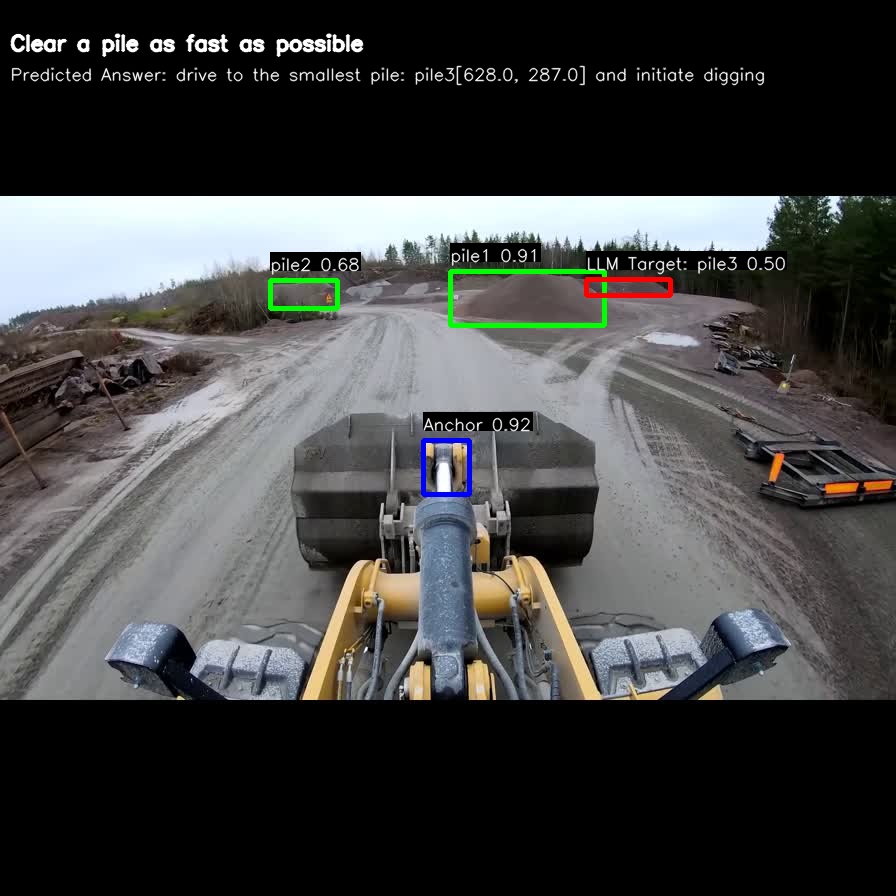 Clear a pile as fast as possible
Predicted Answer: drive to the smallest pile: pile3[628.0, 287.0] and initiate digging
pile2 0.68
pile1 0.91
LLM Target: pile3 0.50
Anchor 0.92